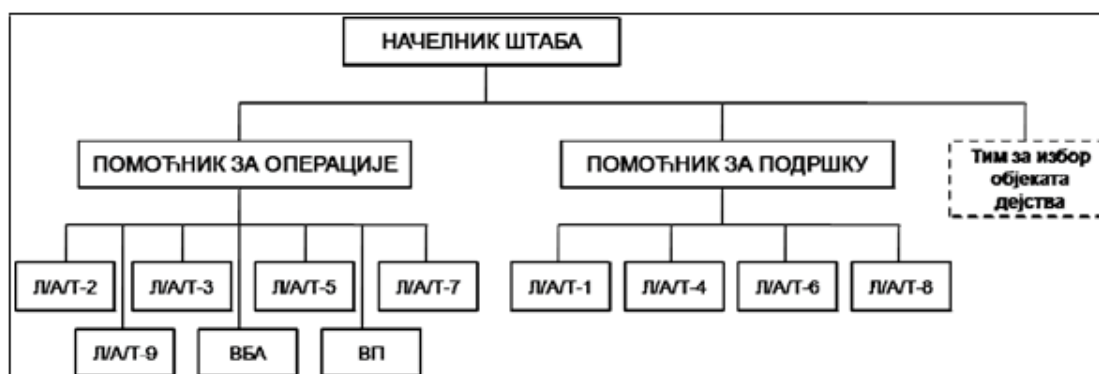 НАЧЕЛНИК ШТАБА
ПОМОЋНИК ЗА ОПЕРАЦИЈЕ
ПОМОЋНИК ЗА ПОДРШКУ
Тим за избор
објеката
дејства
Л/А/Т-2
Л/А/Т-3
Л/А/Т-5
Л/А/Т-7
Л/А/Т-1
Л/А/Т-4
Л/А/Т-6
Л/А/Т-8
Л/А/Т-9
ВБА
ВП